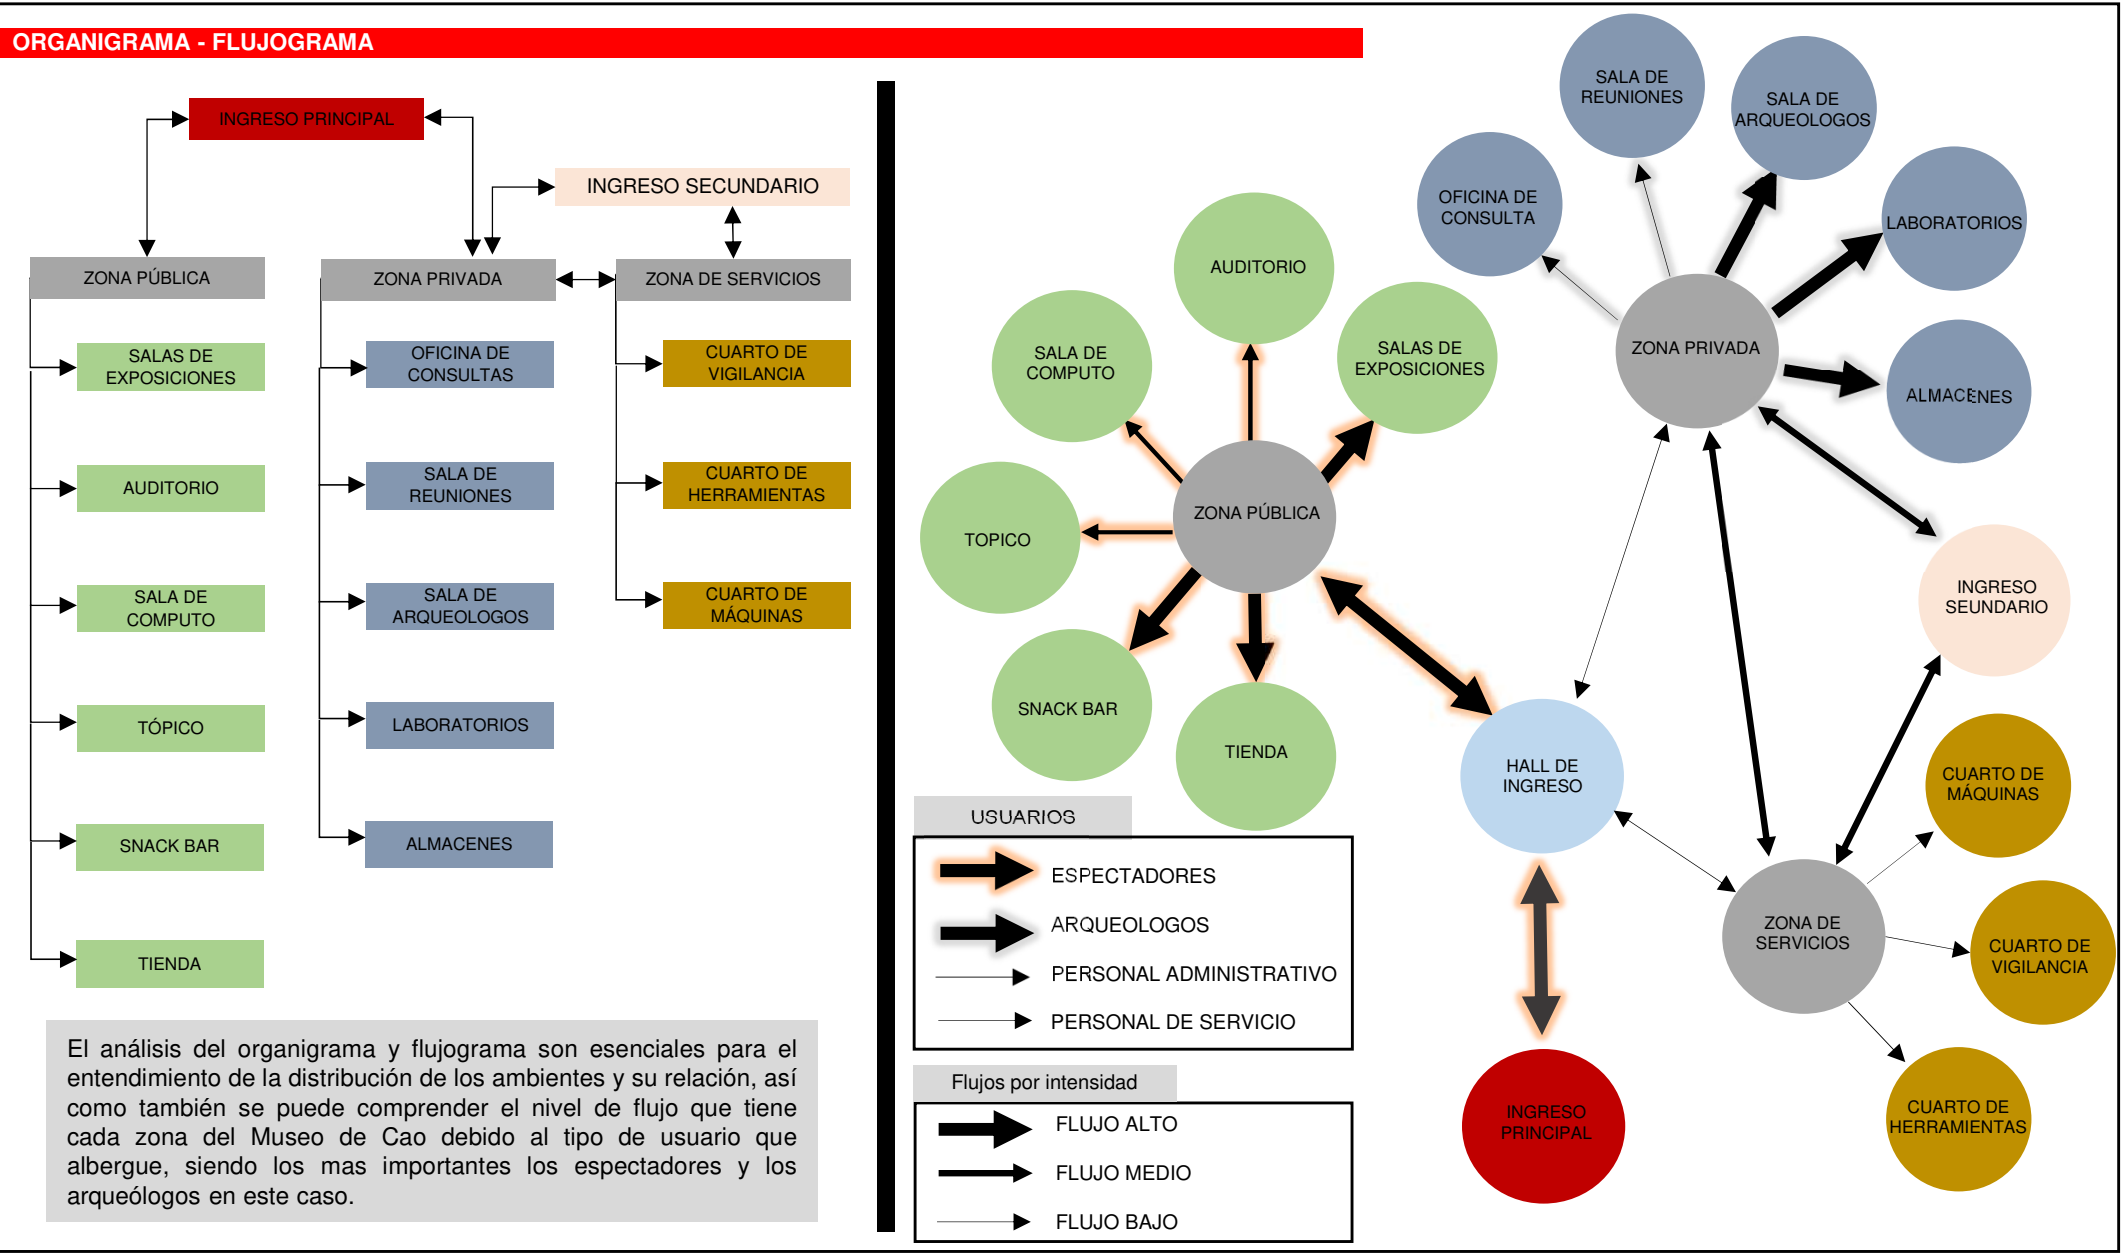 ORGANIGRAMA - FLUJOGRAMA
INGRESO PRINCIPAL
INGRESO SECUNDARIO
ZONA PÚBLICA
ZONA PRIVADA
ZONA DE SERVICIOS
SALAS DE
EXPOSICIONES
AUDITORIO
SALA DE
COMPUTO
TÓPICO
SNACK BAR
TIENDA
OFICINA DE
CONSULTAS
SALA DE
REUNIONES
SALA DE
ARQUEOLOGOS
LABORATORIOS
ALMACENES
CUARTO DE
VIGILANCIA
CUARTO DE
HERRAMIENTAS
CUARTO DE
MÁQUINAS
El análisis del organigrama y flujograma son esenciales para el
entendimiento de la distribución de los ambientes y su relación, así
como también se puede comprender el nivel de flujo que tiene
cada zona del Museo de Cao debido al tipo de usuario que
albergue, siendo los mas importantes los espectadores y los
arqueólogos en este caso.
AUDITORIO
SALA DE
COMPUTO
SALAS DE
EXPOSICIONES
TOPICO
ZONA PÚBLICA
SNACK BAR
TIENDA
SALA DE
REUNIONES
SALA DE
ARQUEOLOGOS
OFICINA DE
CONSULTA
LABORATORIOS
ZONA PRIVADA
ALMACENES
INGRESO
SEUNDARIO
HALL DE
INGRESO
CUARTO DE
MÁQUINAS
ZONA DE
SERVICIOS
CUARTO DE
VIGILANCIA
CUARTO DE
HERRAMIENTAS
INGRESO
PRINCIPAL
USUARIOS
ESPECTADORES
ARQUEOLOGOS
PERSONAL ADMINISTRATIVO
PERSONAL DE SERVICIO
Flujos por intensidad
FLUJO ALTO
FLUJO MEDIO
FLUJO BAJO